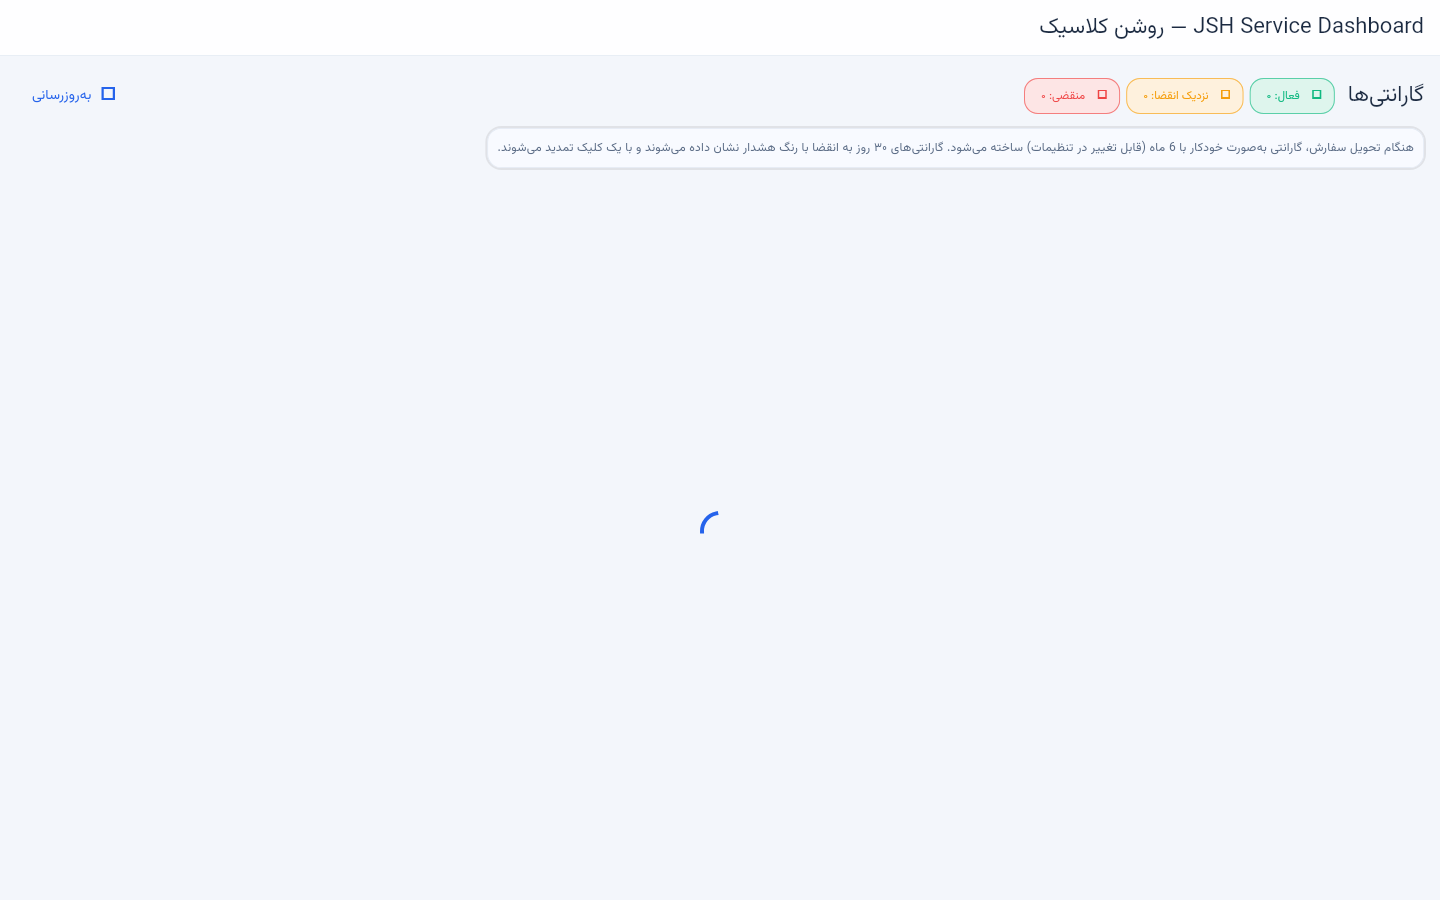 JSH Service Dashboard — روشن کلاسیک
گارانتی‌ها
فعال: ۰
نزدیک انقضا: ۰
منقضی: ۰
به‌روزرسانی
هنگام تحویل سفارش، گارانتی به‌صورت خودکار با 6 ماه (قابل تغییر در تنظیمات) ساخته می‌شود. گارانتی‌های ۳۰ روز به انقضا با رنگ هشدار نشان داده می‌شوند و با یک کلیک تمدید می‌شوند.